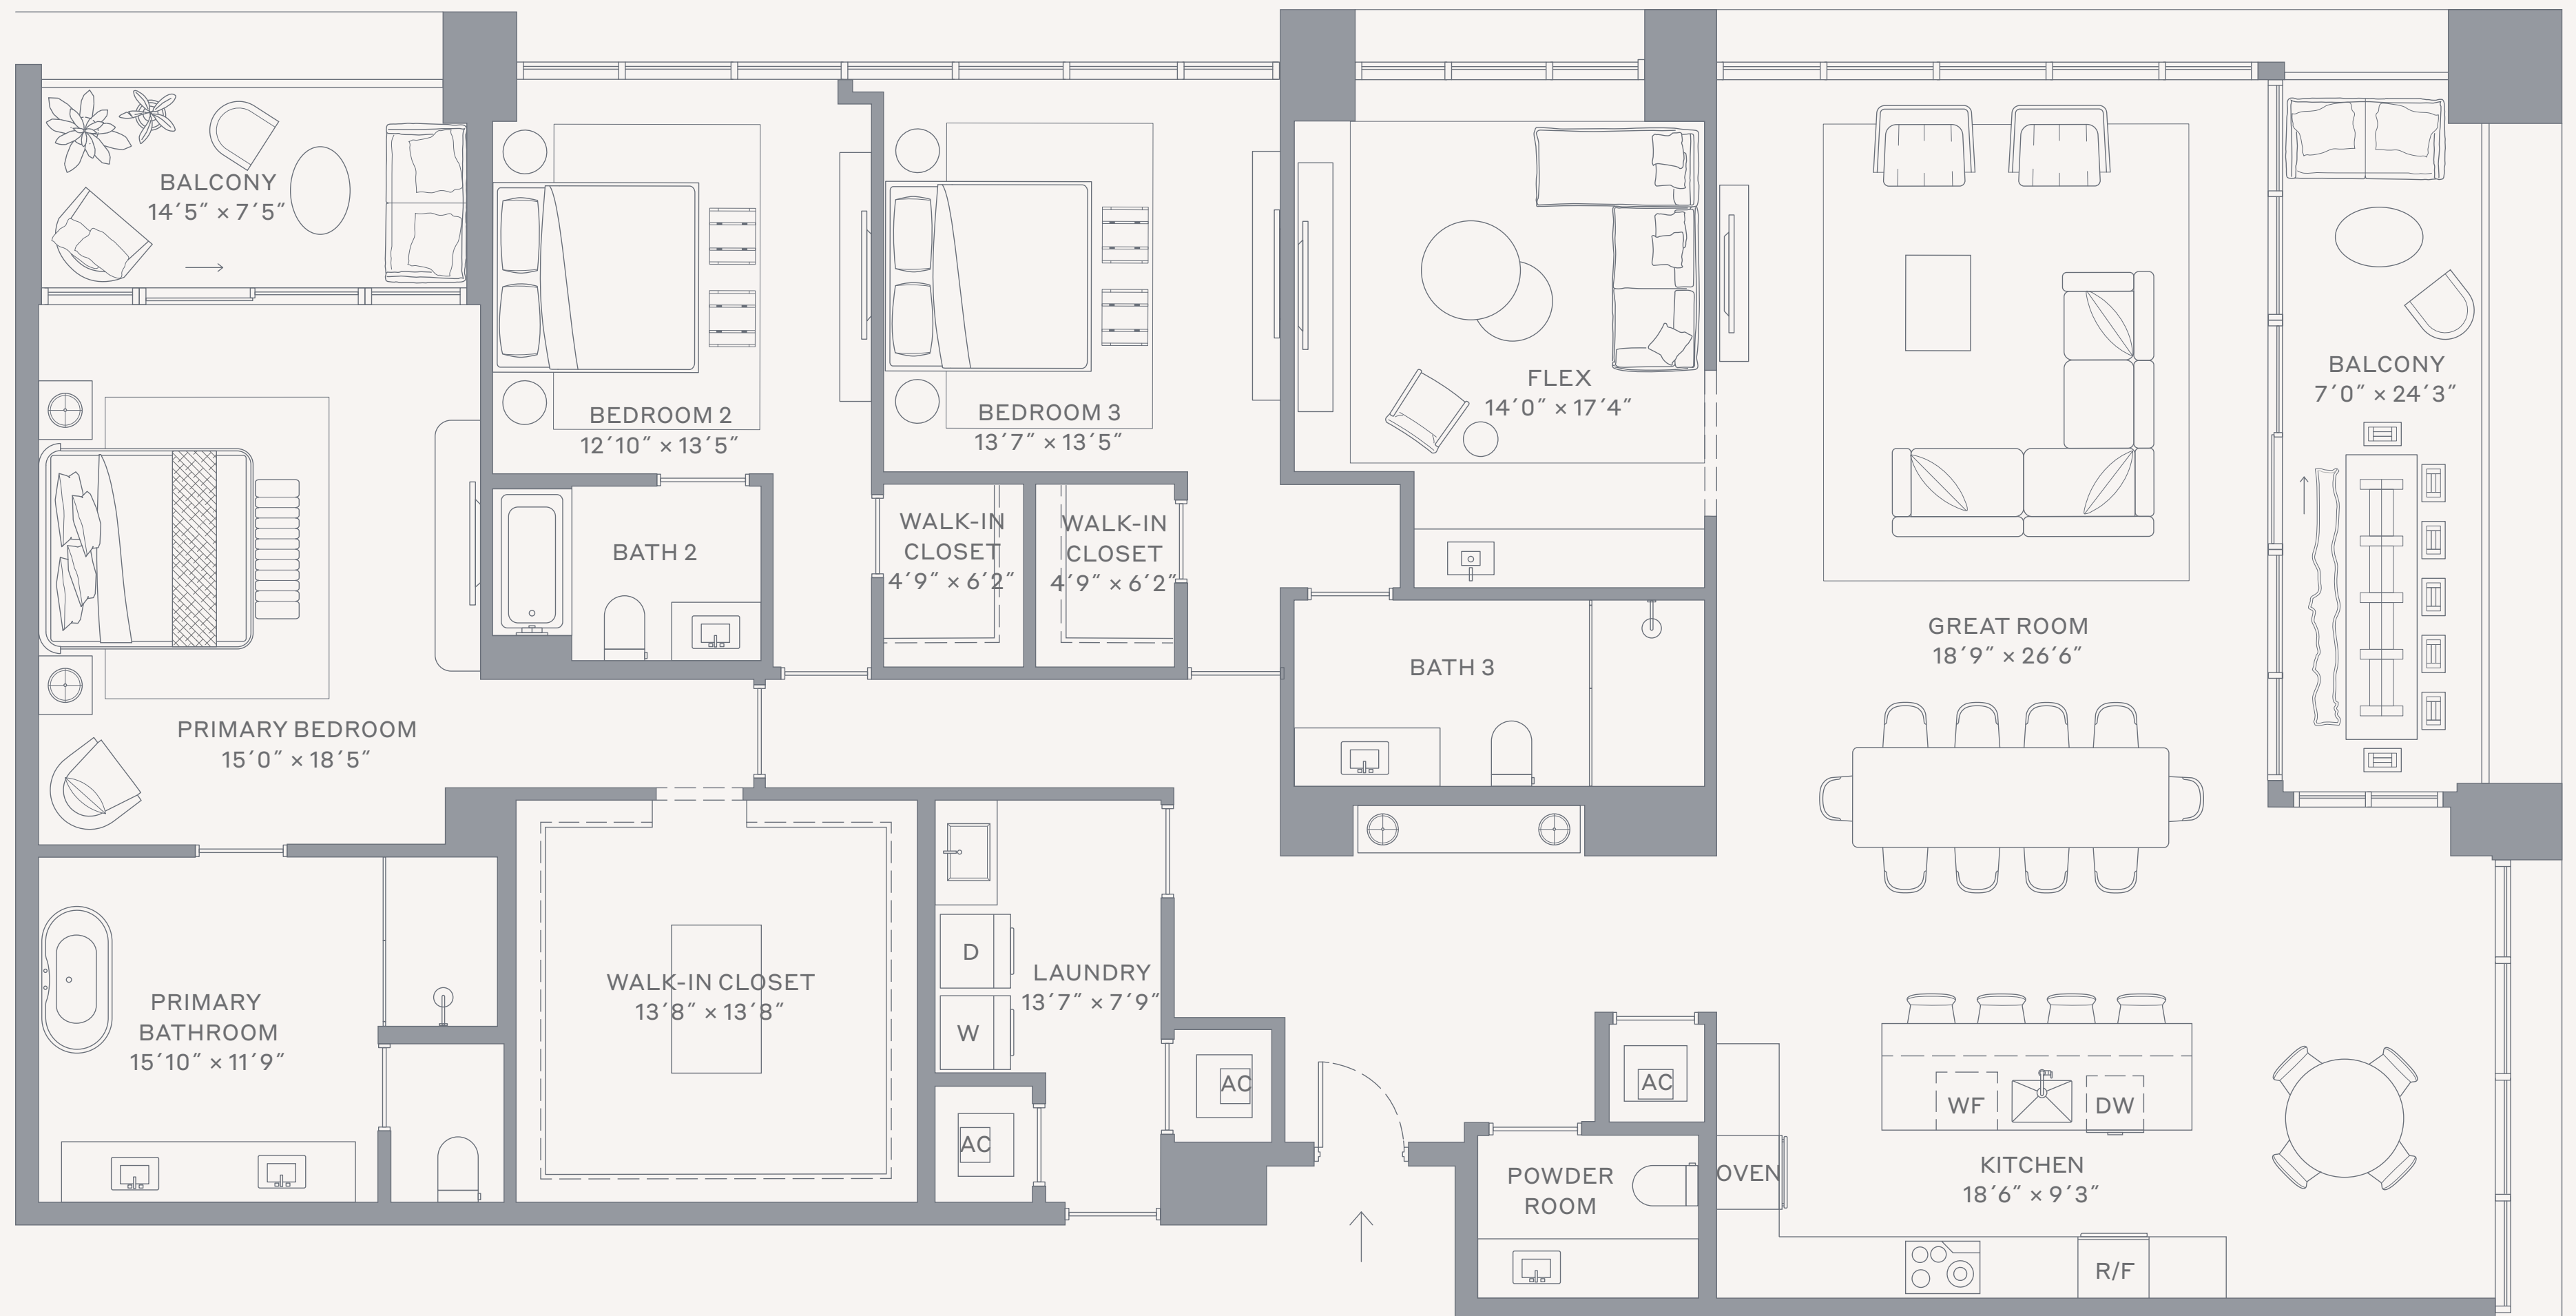 BALCONY
14´5˝ × 7´5˝
BEDROOM 2
12´10˝ × 13´5˝
BEDROOM 3
13´7˝ × 13´5˝
FLEX
14´0˝ × 17´4˝
BALCONY
7´0˝ × 24´3˝
BATH 2
WALK-IN
CLOSET
4´9˝ × 6´2˝
WALK-IN
CLOSET
4´9˝ × 6´2˝
GREAT ROOM
18´9˝ × 26´6˝
BATH 3
PRIMARY BEDROOM
15´0˝ × 18´5˝
PRIMARY
BATHROOM
15´10˝ × 11´9˝
WALK-IN CLOSET
13´8˝ × 13´8˝
D
W
LAUNDRY
13´7˝ × 7´9˝
AC
AC
AC
WF
DW
POWDER
ROOM
OVEN
KITCHEN
18´6˝ × 9´3˝
R/F